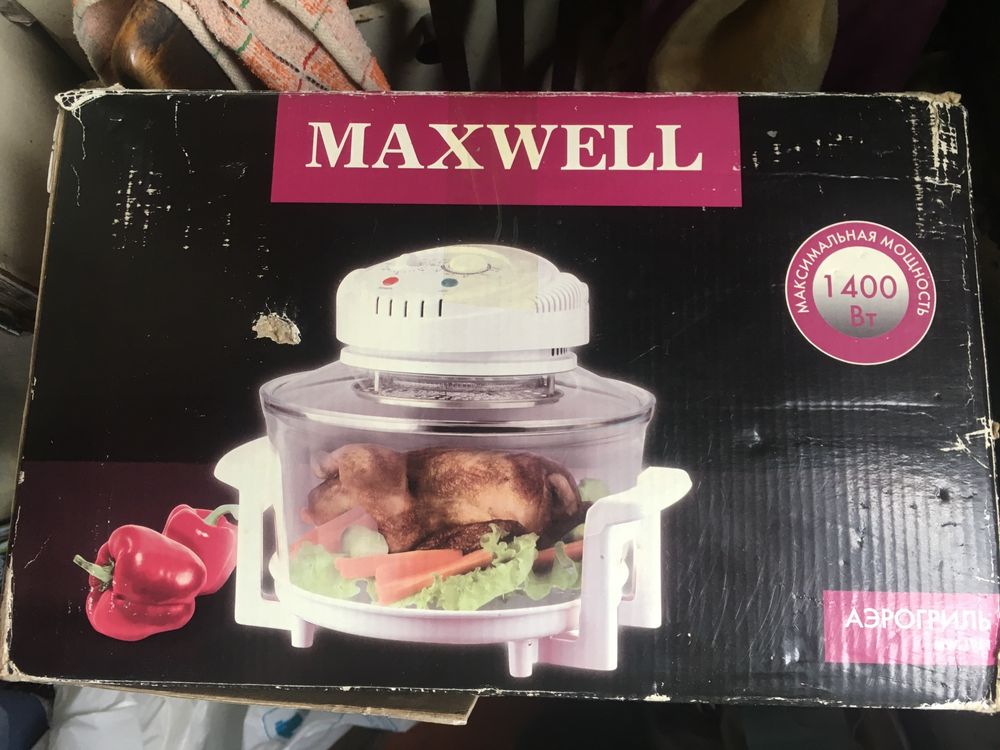 MAXWELL
МАКСИМАЛЬНАЯ МОЩНОСТЬ
1400
Вт
АЭРОГРИЛЬ